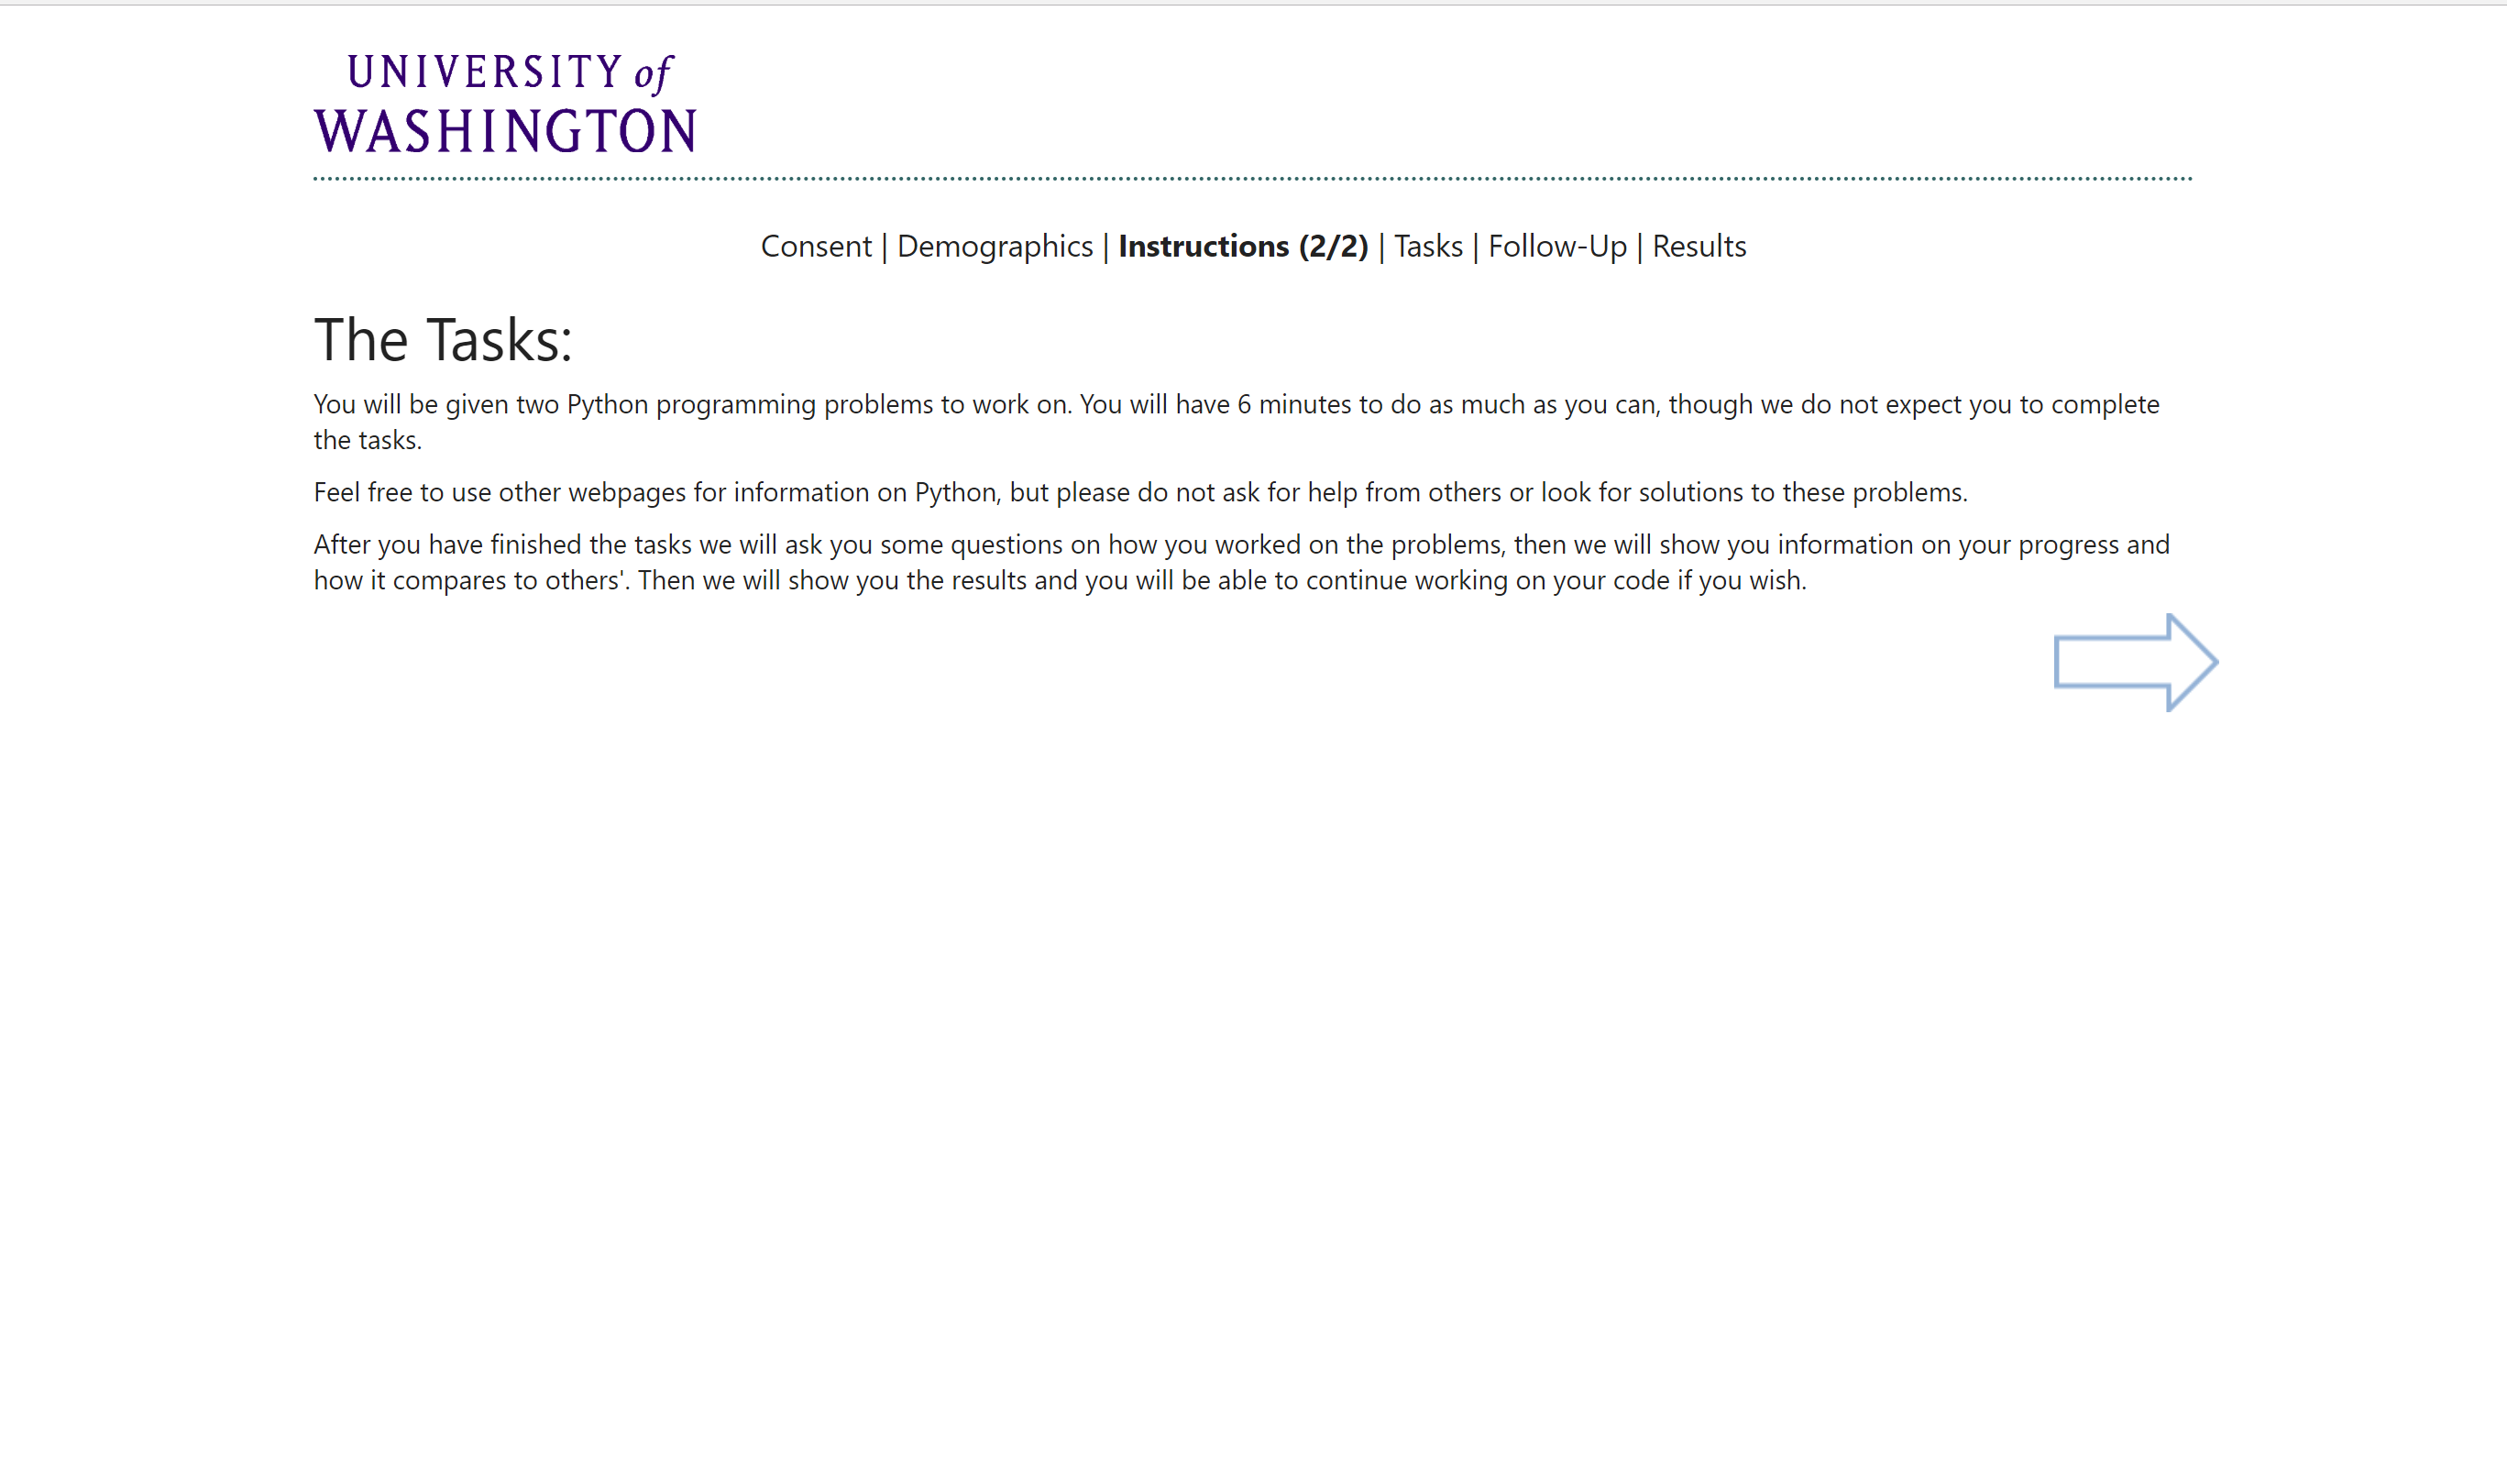 UNIVERSITY of
WASHINGTON
Consent | Demographics | Instructions (2/2) | Tasks | Follow-Up | Results
The Tasks:
You will be given two Python programming problems to work on. You will have 6 minutes to do as much as you can, though we do not expect you to complete
the tasks.
Feel free to use other webpages for information on Python, but please do not ask for help from others or look for solutions to these problems.
After you have finished the tasks we will ask you some questions on how you worked on the problems, then we will show you information on your progress and
how it compares to others'. Then we will show you the results and you will be able to continue working on your code if you wish.